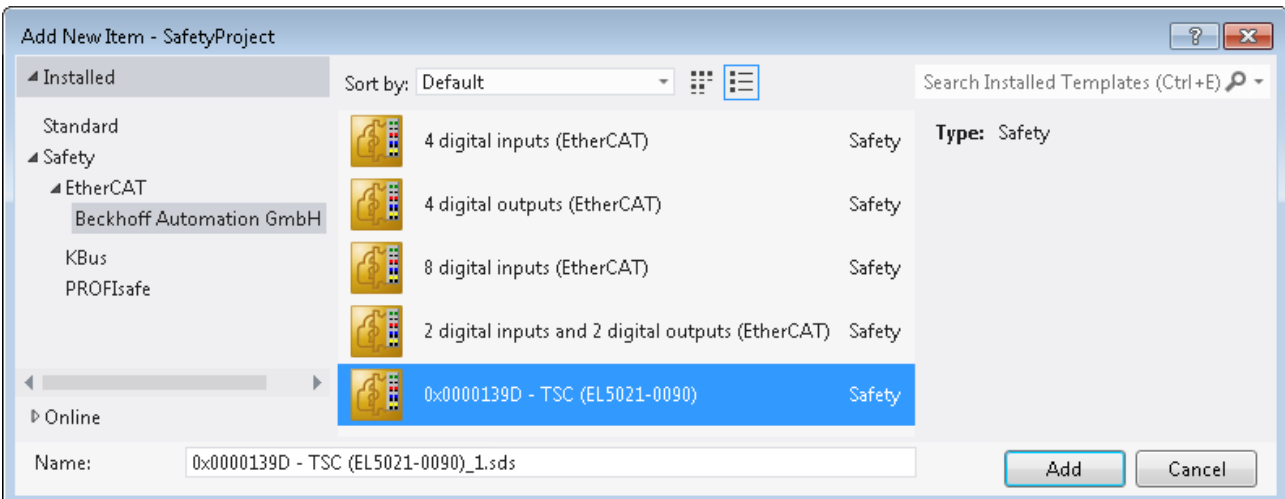 Add New Item - SafetyProject
Installed
Sort by: Default
Search Installed Templates (Ctrl+E)
Standard
Safety
EtherCAT
Beckhoff Automation GmbH
KBus
PROFIsafe
Online
4 digital inputs (EtherCAT) Safety
4 digital outputs (EtherCAT) Safety
8 digital inputs (EtherCAT) Safety
2 digital inputs and 2 digital outputs (EtherCAT) Safety
0x0000139D - TSC (EL5021-0090) Safety
Type: Safety
Name: 0x0000139D - TSC (EL5021-0090)_1.sds
Add Cancel